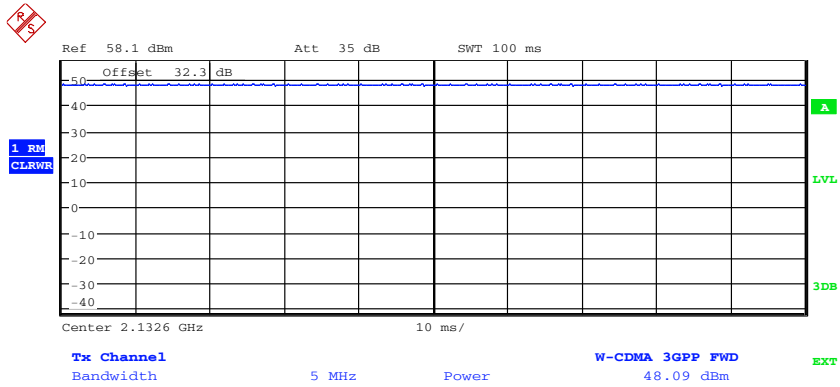 R S
Ref 58.1 dBm Att 35 dB SWT 100 ms
Offset 32.3 dB
50
40
30
20
10
0
-10
-20
-30
-40
1 RM
CLRWR
A
LVL
3DB
EXT
Center 2.1326 GHz 10 ms/
Tx Channel W-CDMA 3GPP FWD
Bandwidth 5 MHz Power 48.09 dBm